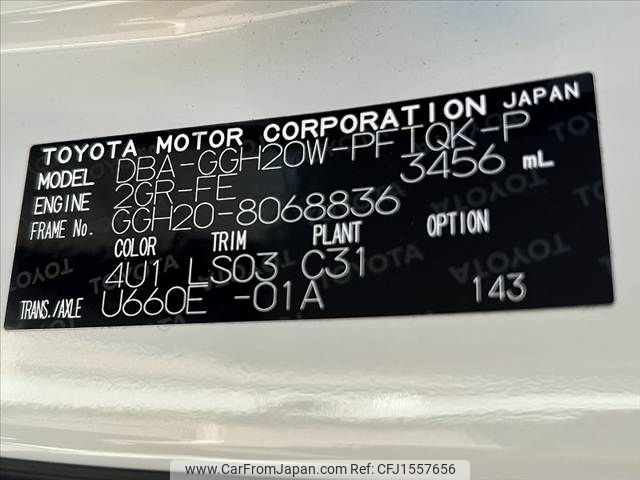 TOYOTA MOTOR CORPORATION JAPAN
MODEL DBA-GGH20W-PFTQK-P
ENGINE 2GR-FE 3456 mL
FRAME No. GGH20-8068836
COLOR TRIM PLANT OPTION
4U1 LS03 C31
TRANS./AXLE U660E -01A 143
www.CarFromJapan.com - CFJ1557656